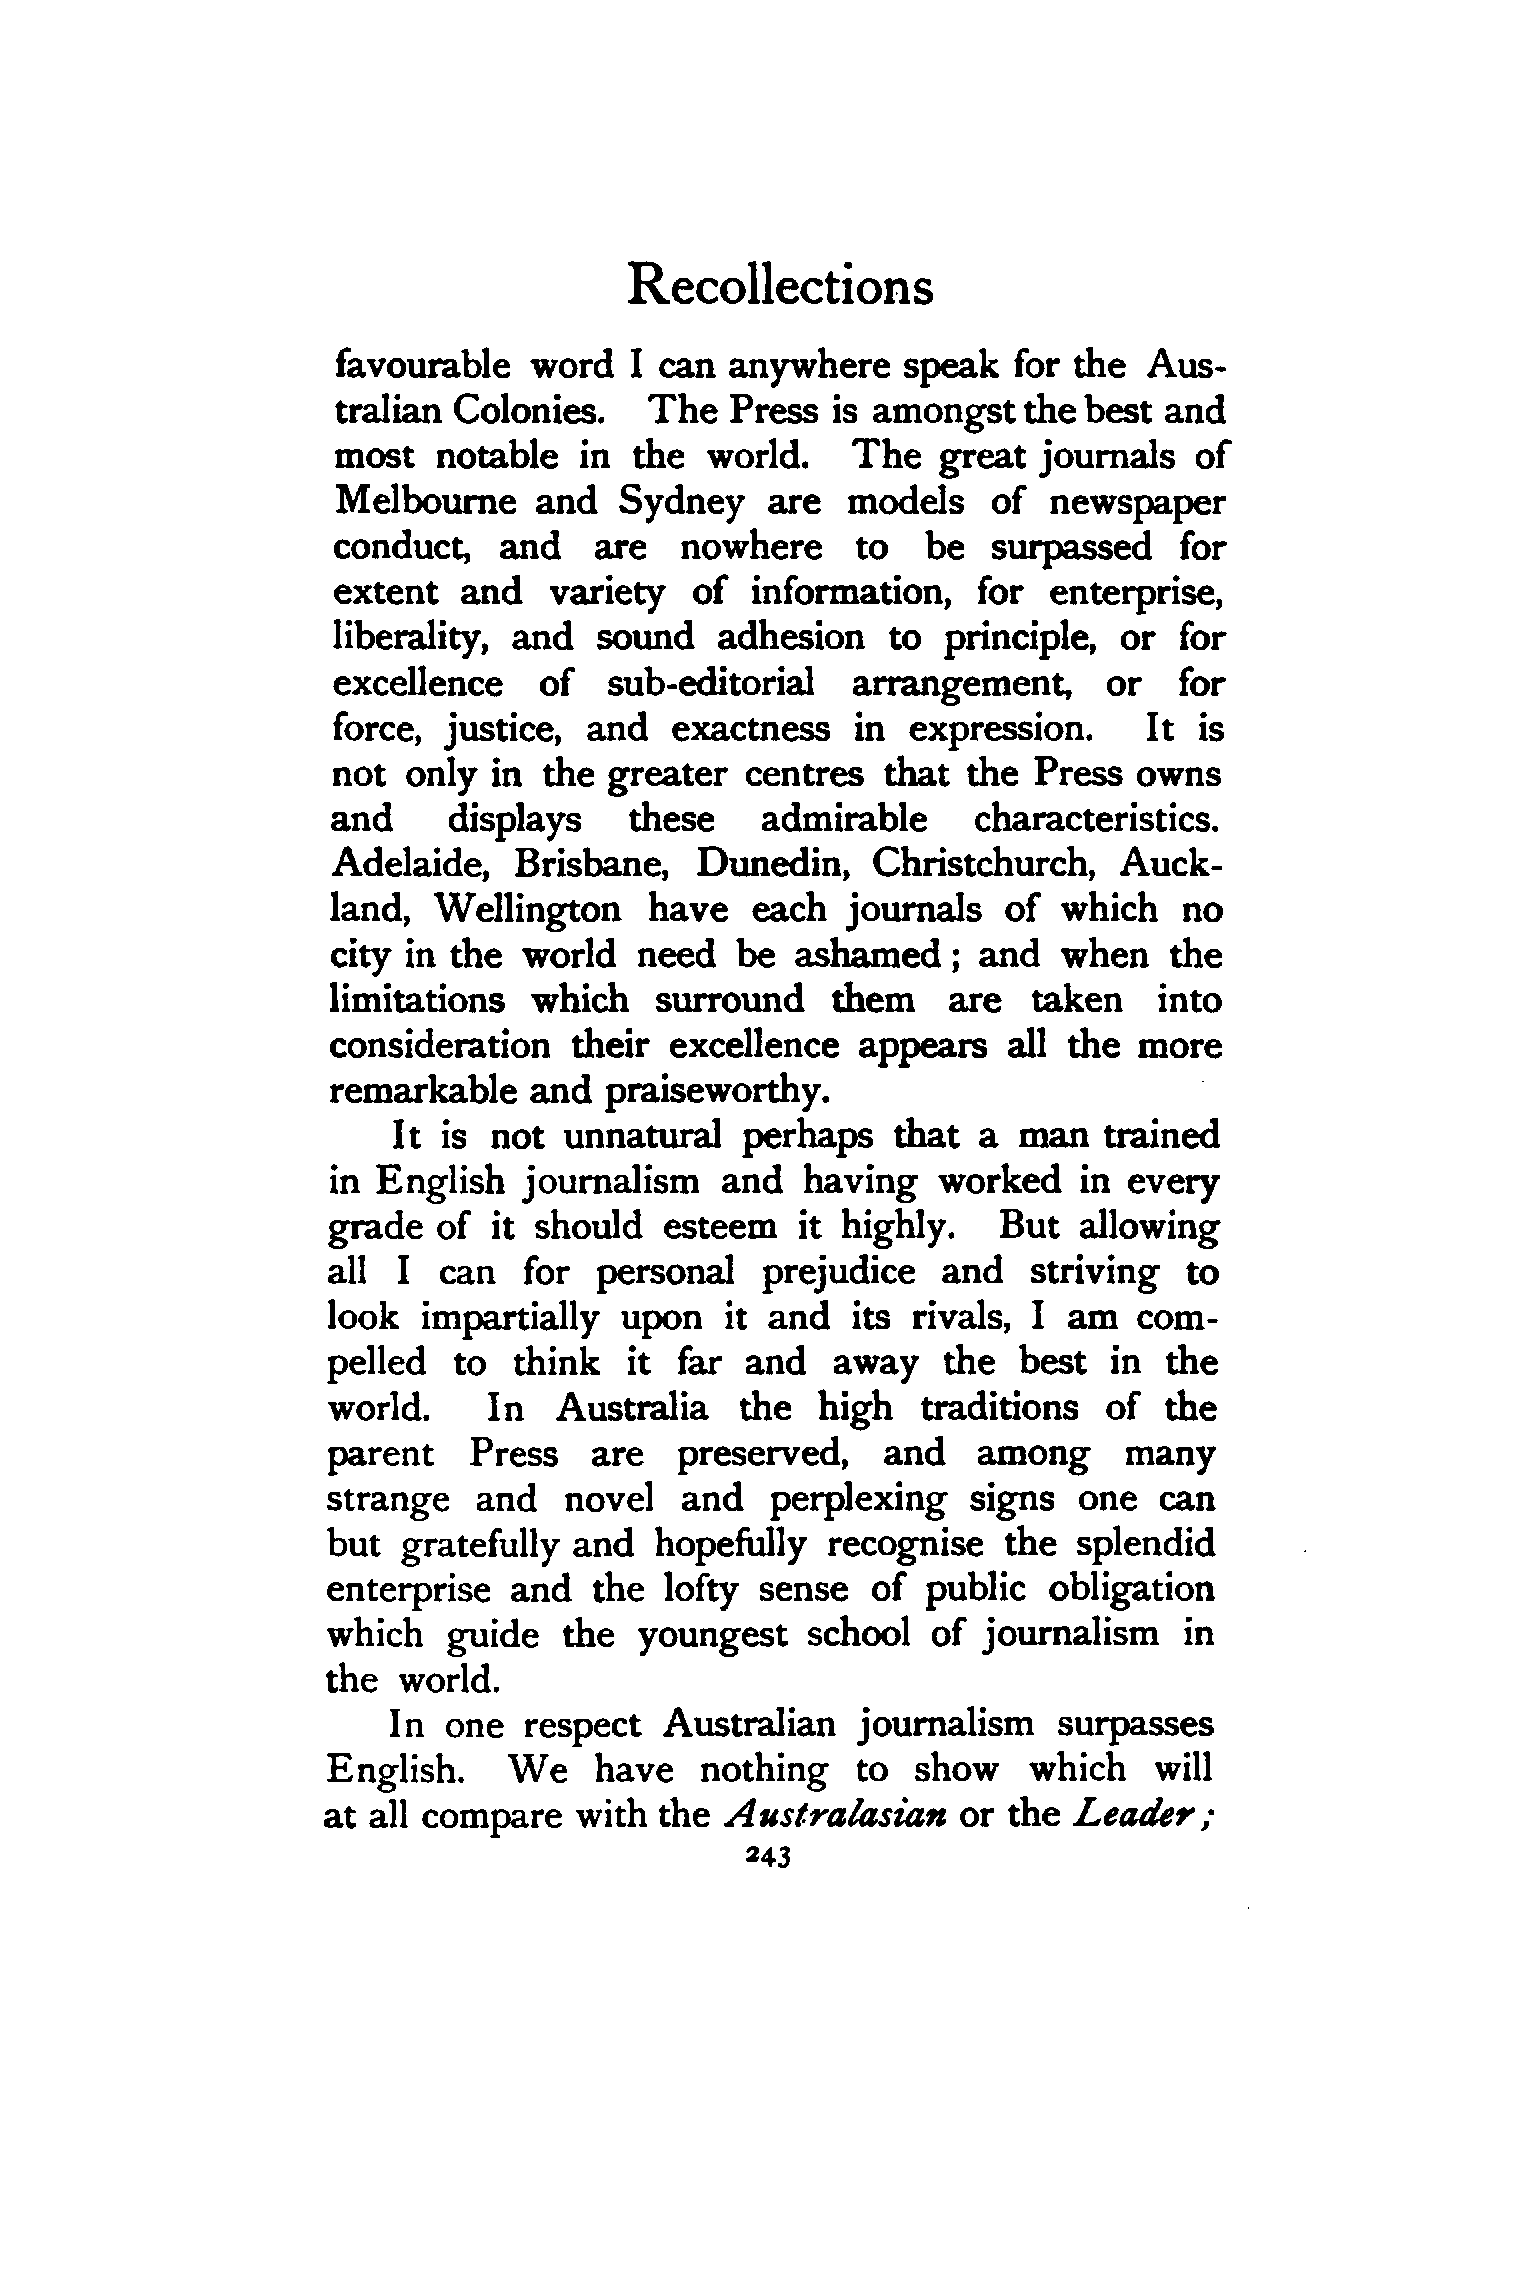 Recollections
favourable word I can anywhere speak for the Aus-
tralian Colonies. The Press is amongst the best and
most notable in the world. The great journals of
Melbourne and Sydney are models of newspaper
conduct, and are nowhere to be surpassed for
extent and variety of information, for enterprise,
liberality, and sound adhesion to principle, or for
excellence of sub-editorial arrangement, or for
force, justice, and exactness in expression. It is
not only in the greater centres that the Press owns
and displays these admirable characteristics.
Adelaide, Brisbane, Dunedin, Christchurch, Auck-
land, Wellington have each journals of which no
city in the world need be ashamed; and when the
limitations which surround them are taken into
consideration their excellence appears all the more
remarkable and praiseworthy.
It is not unnatural perhaps that a man trained
in English journalism and having worked in every
grade of it should esteem it highly. But allowing
all I can for personal prejudice and striving to
look impartially upon it and its rivals, I am com-
pelled to think it far and away the best in the
world. In Australia the high traditions of the
parent Press are preserved, and among many
strange and novel and perplexing signs one can
but gratefully and hopefully recognise the splendid
enterprise and the lofty sense of public obligation
which guide the youngest school of journalism in
the world.
In one respect Australian journalism surpasses
English. We have nothing to show which will
at all compare with the Australasian or the Leader;
243